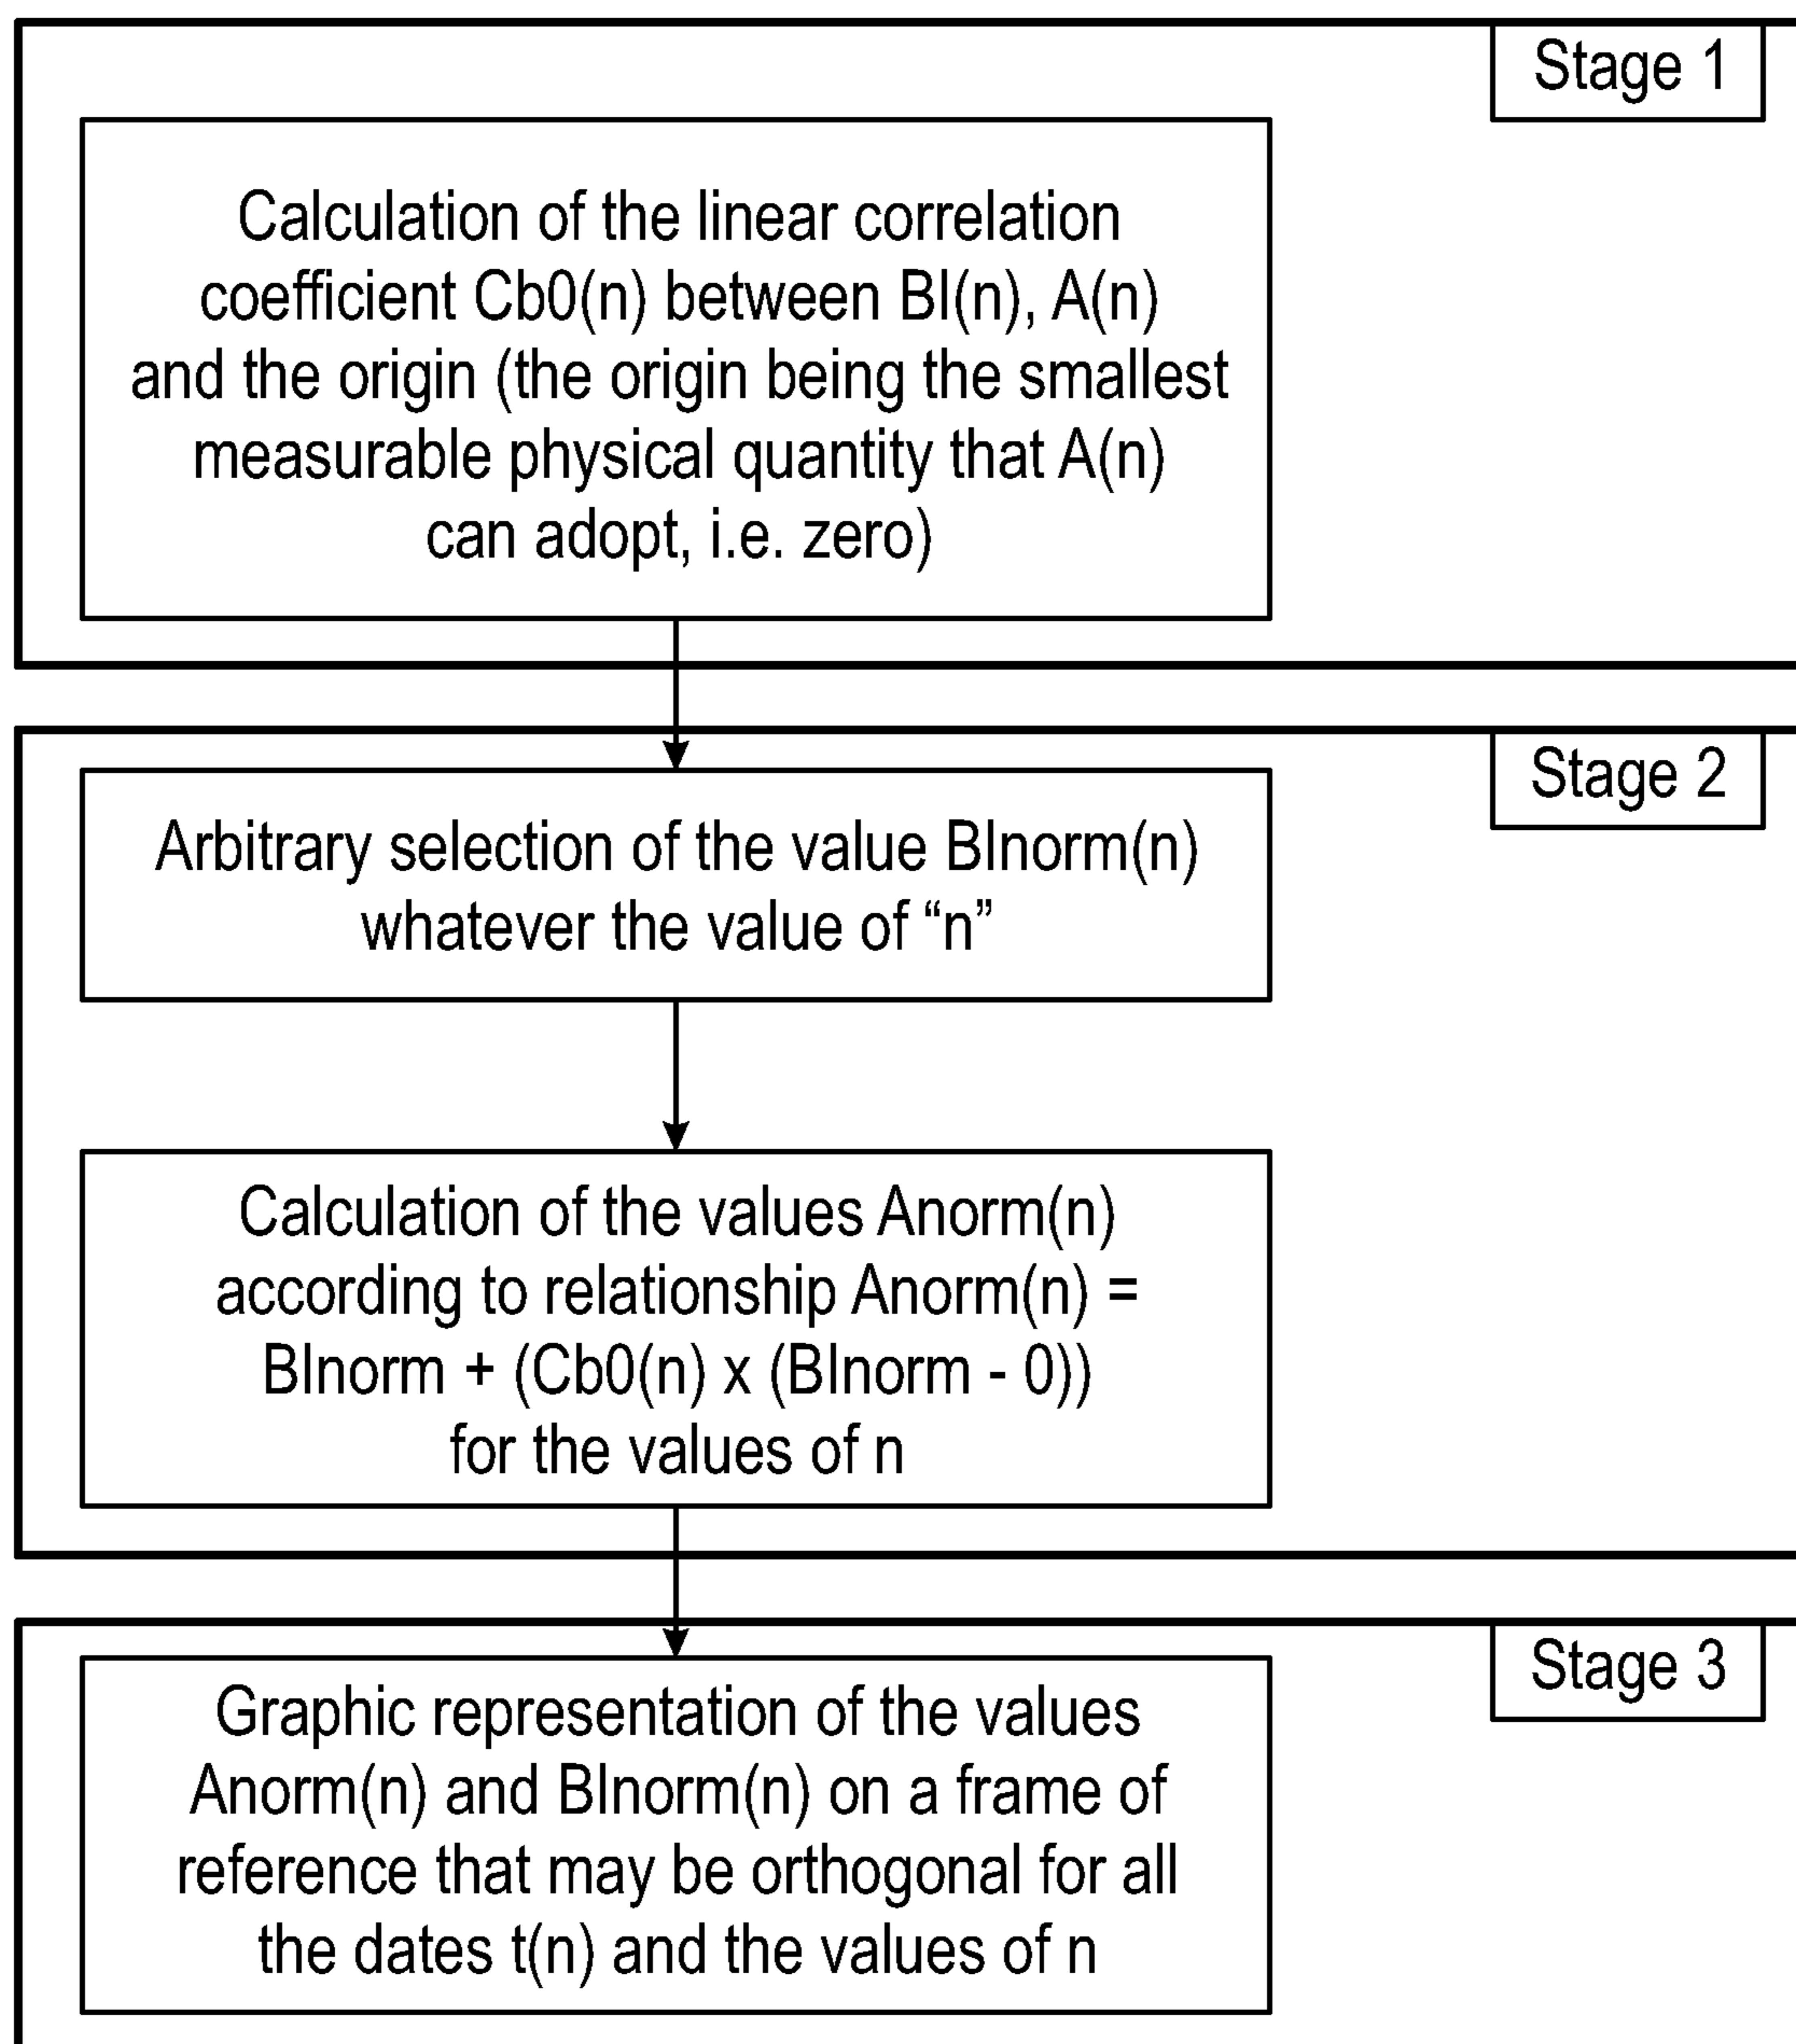 Stage 1
Calculation of the linear correlation
coefficient Cb0(n) between BI(n), A(n)
and the origin (the origin being the smallest
measurable physical quantity that A(n)
can adopt, i.e. zero)
Stage 2
Arbitrary selection of the value BInorm(n)
whatever the value of “n”
Calculation of the values Anorm(n)
according to relationship Anorm(n) =
BInorm + (Cb0(n) x (BInorm - 0))
for the values of n
Stage 3
Graphic representation of the values
Anorm(n) and BInorm(n) on a frame of
reference that may be orthogonal for all
the dates t(n) and the values of n